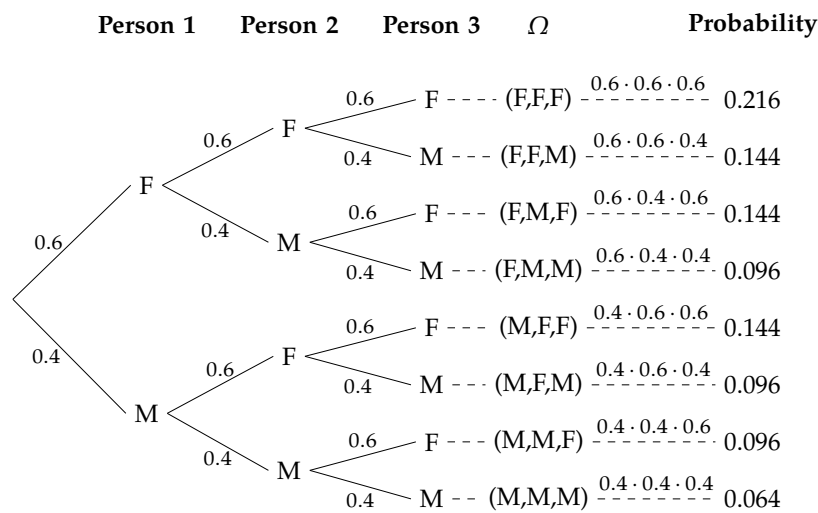 Person 1 Person 2 Person 3 Ω Probability
0.6 F (F,F,F) 0.6 · 0.6 · 0.6 0.216
0.6 F
0.4 M (F,F,M) 0.6 · 0.6 · 0.4 0.144
F
0.6 F (F,M,F) 0.6 · 0.4 · 0.6 0.144
0.4 M
0.6
0.4 M (F,M,M) 0.6 · 0.4 · 0.4 0.096
0.6 F (M,F,F) 0.4 · 0.6 · 0.6 0.144
0.4
0.6 F
0.4 M (M,F,M) 0.4 · 0.6 · 0.4 0.096
M
0.6 F (M,M,F) 0.4 · 0.4 · 0.6 0.096
0.4 M
0.4 M (M,M,M) 0.4 · 0.4 · 0.4 0.064